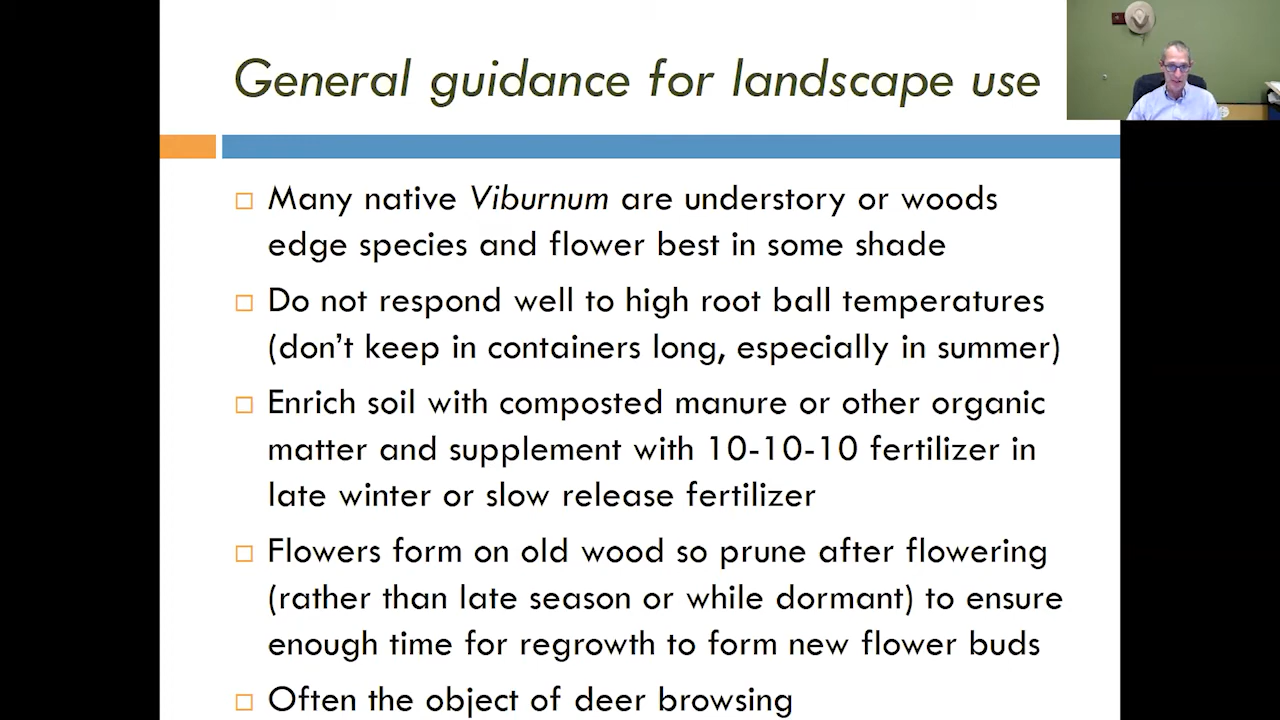 General guidance for landscape use
Many native Viburnum are understory or woods
edge species and flower best in some shade
Do not respond well to high root ball temperatures
(don't keep in containers long, especially in summer)
Enrich soil with composted manure or other organic
matter and supplement with 10-10-10 fertilizer in
late winter or slow release fertilizer
Flowers form on old wood so prune after flowering
(rather than late season or while dormant) to ensure
enough time for regrowth to form new flower buds
Often the object of deer browsing